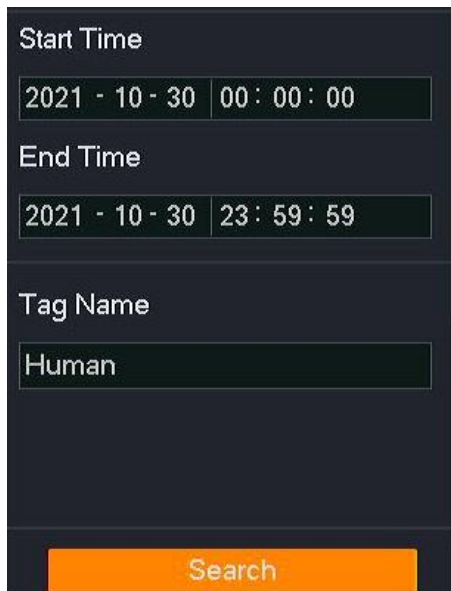 Start Time
2021 - 10 - 30 00 : 00 : 00
End Time
2021 - 10 - 30 23 : 59 : 59
Tag Name
Human
Search